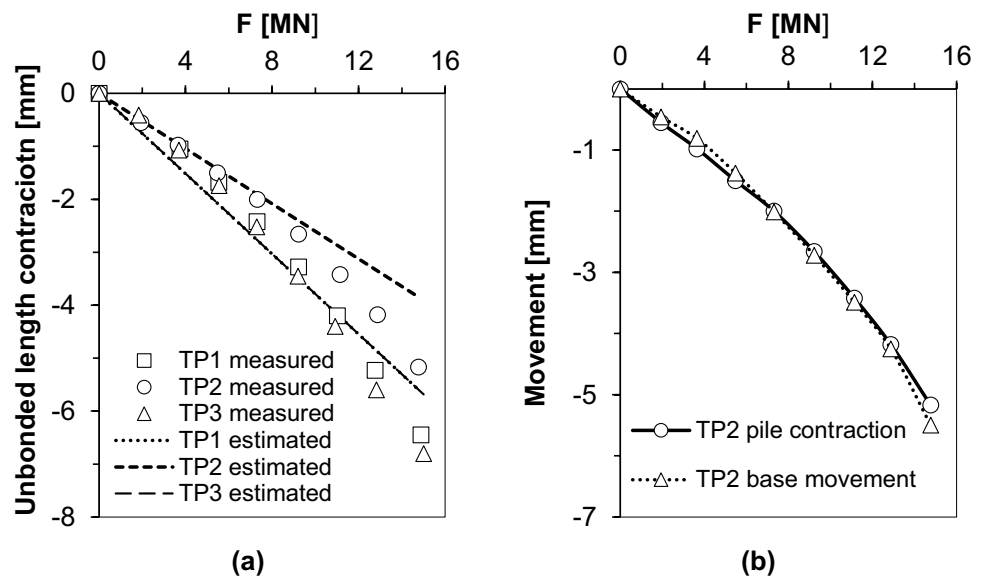 F [MN]
0 4 8 12 16
Unbonded length contraciotn [mm]
0
-2
-4
-6
-8
TP1 measured
TP2 measured
TP3 measured
TP1 estimated
TP2 estimated
TP3 estimated
(a)
F [MN]
0 4 8 12 16
Movement [mm]
-1
-3
-5
-7
TP2 pile contraction
TP2 base movement
(b)